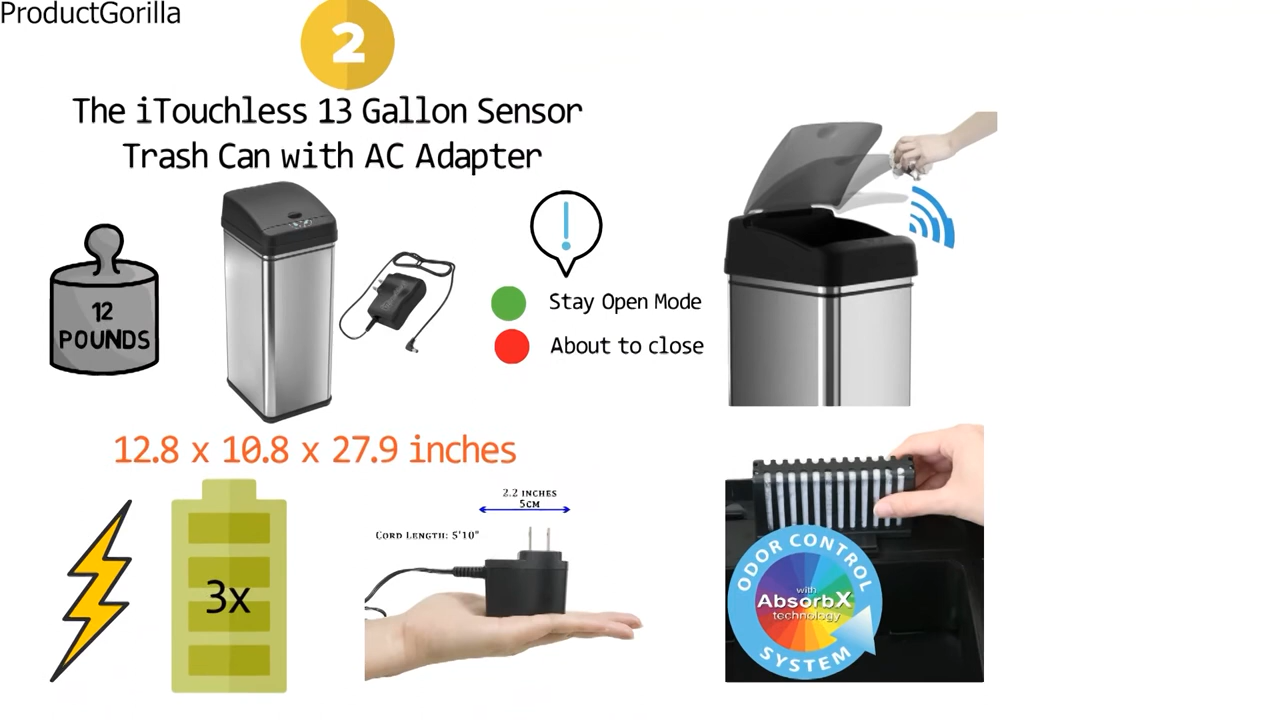 ProductGorilla
2
The iTouchless 13 Gallon Sensor
Trash Can with AC Adapter
12
POUNDS
!
Stay Open Mode
About to close
12.8 x 10.8 x 27.9 inches
3x
2.2 INCHES
5CM
CORD LENGTH: 5'10"
ODOR CONTROL
with
AbsorbX
technology
SYSTEM